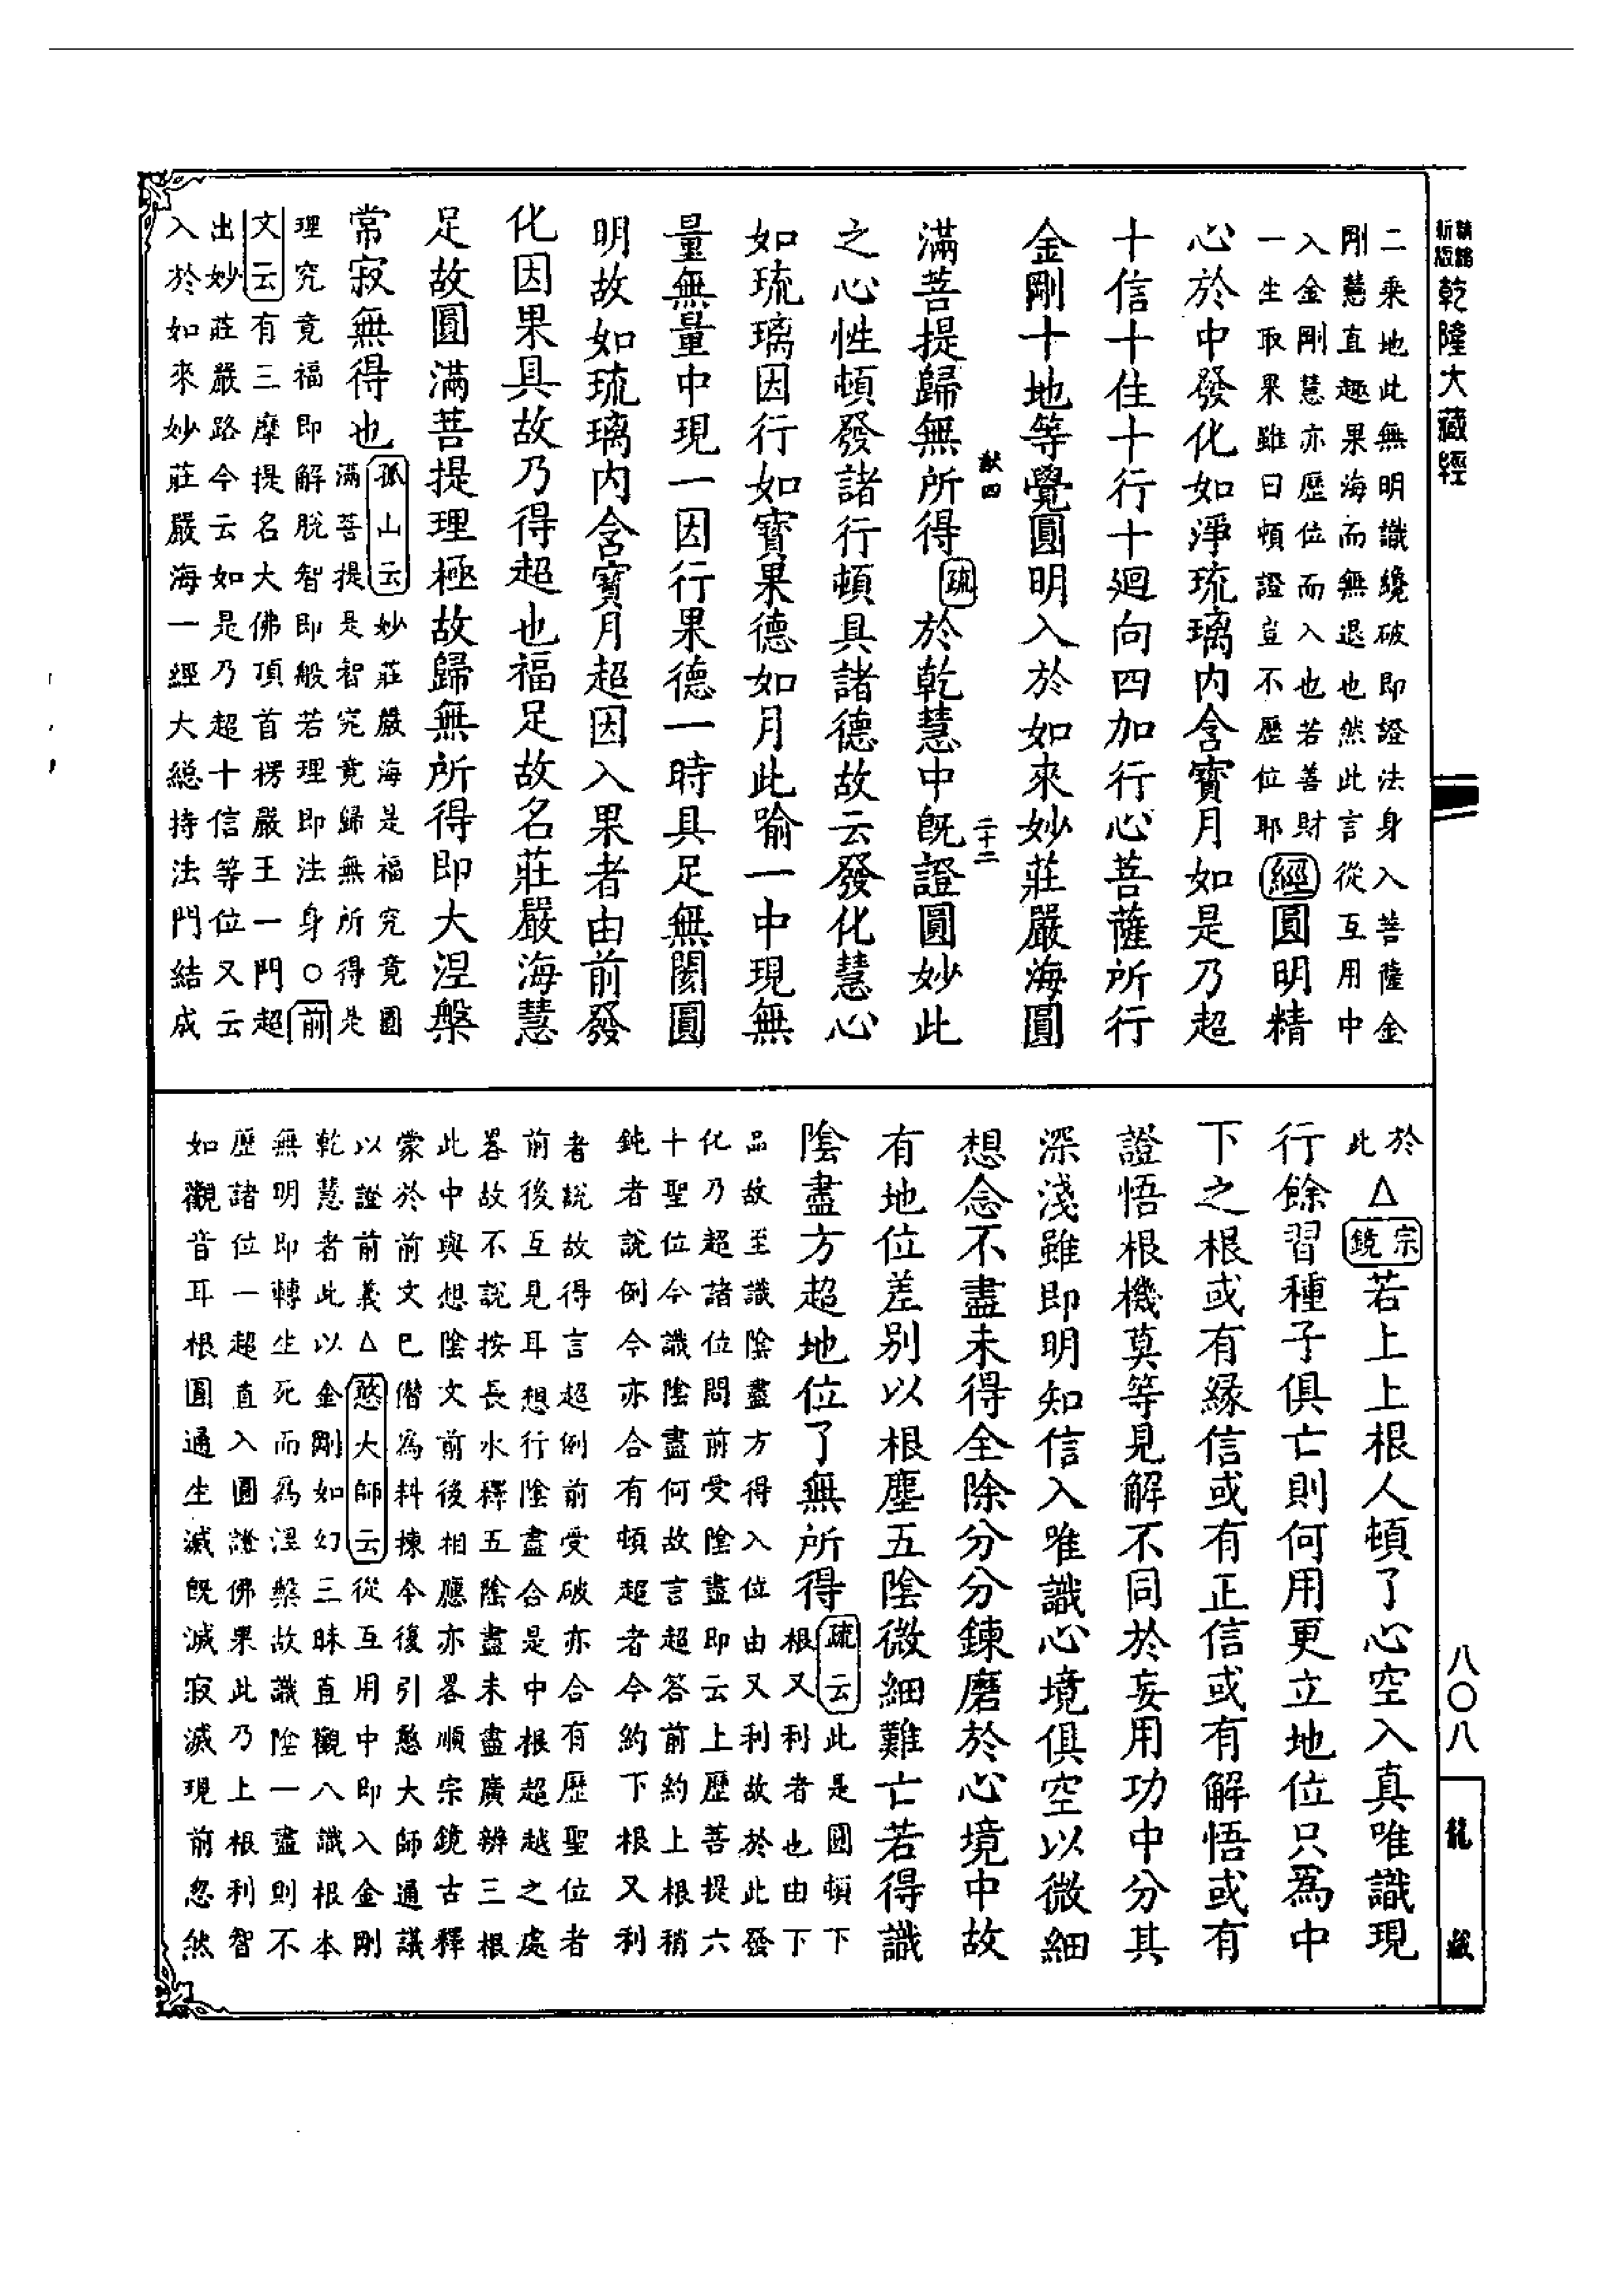 新編
新版
乾隆大藏經
二乘地此無明識纔破即證法身入菩薩金
剛慧直趣果海而無退也然此言從互用中
入金剛慧亦歷位而入也若善財
一生取果雖曰頓證豈不歷位耶
經圓明精
心於中發化如淨琉璃內含寶月如是乃超
十信十住十行十廻向四加行心菩薩所行
金剛十地等覺圓明入於如來妙莊嚴海圓
猷四
二十二
滿菩提歸無所得疏於乾慧中旣證圓妙此
之心性頓發諸行頓具諸德故云發化慧心
如琉璃因行如寶果德如月此喻一中現無
量無量中現一因行果德一時具足無閡圓
明故如琉璃內含寶月超因入果者由前發
化因果具故乃得超也福足故名莊嚴海慧
足故圓滿菩提理極故歸無所得即大涅槃
常寂無得也
孤山云妙莊嚴海是福究竟圓
滿菩提是智究竟歸無所得是
理究竟福即解脫智即般若理即法身○前
文云有三摩提名大佛頂首楞嚴王一門超
出妙莊嚴路今云如是乃超十信等位又云
入於如來妙莊嚴海一經大緫持法門結成
於
此
△宗鏡若上上根人頓了心空入真唯識現
行餘習種子俱亡則何用更立地位只為中
下之根或有緣信或有正信或有解悟或有
證悟根機莫等見解不同於妄用功中分其
深淺雖即明知信入唯識心境俱空以微細
想念不盡未得全除分分鍊磨於心境中故
有地位差別以根塵五陰微細難亡若得識
陰盡方超地位了無所得
疏云此是圓頓下
根又利者也由下
品故至識陰盡方得入位由又利故於此發
化乃超諸位問前受陰盡即云上歷菩提六
十聖位今識陰盡何故言超答前約上根稍
鈍者說例今亦合有頓超者今約下根又利
者說故得言超例前受破亦合有歷聖位者
前後互見耳想行陰盡合是中根超越之處
畧故不說按長水釋五陰盡未盡廣辨三根
此中與想陰文前後相應亦畧順宗鏡古釋
蒙於前文巳僭為料揀今復引憨大師通議
以證前義△憨大師云從互用中即入金剛
乾慧者此以金剛如幻三昧直觀八識根本
無明即轉生死而為涅槃故識陰一盡則不
歷諸位一超直入圓證佛果此乃上根利智
如觀音耳根圓通生滅旣滅寂滅現前忽然
八〇八
龍藏